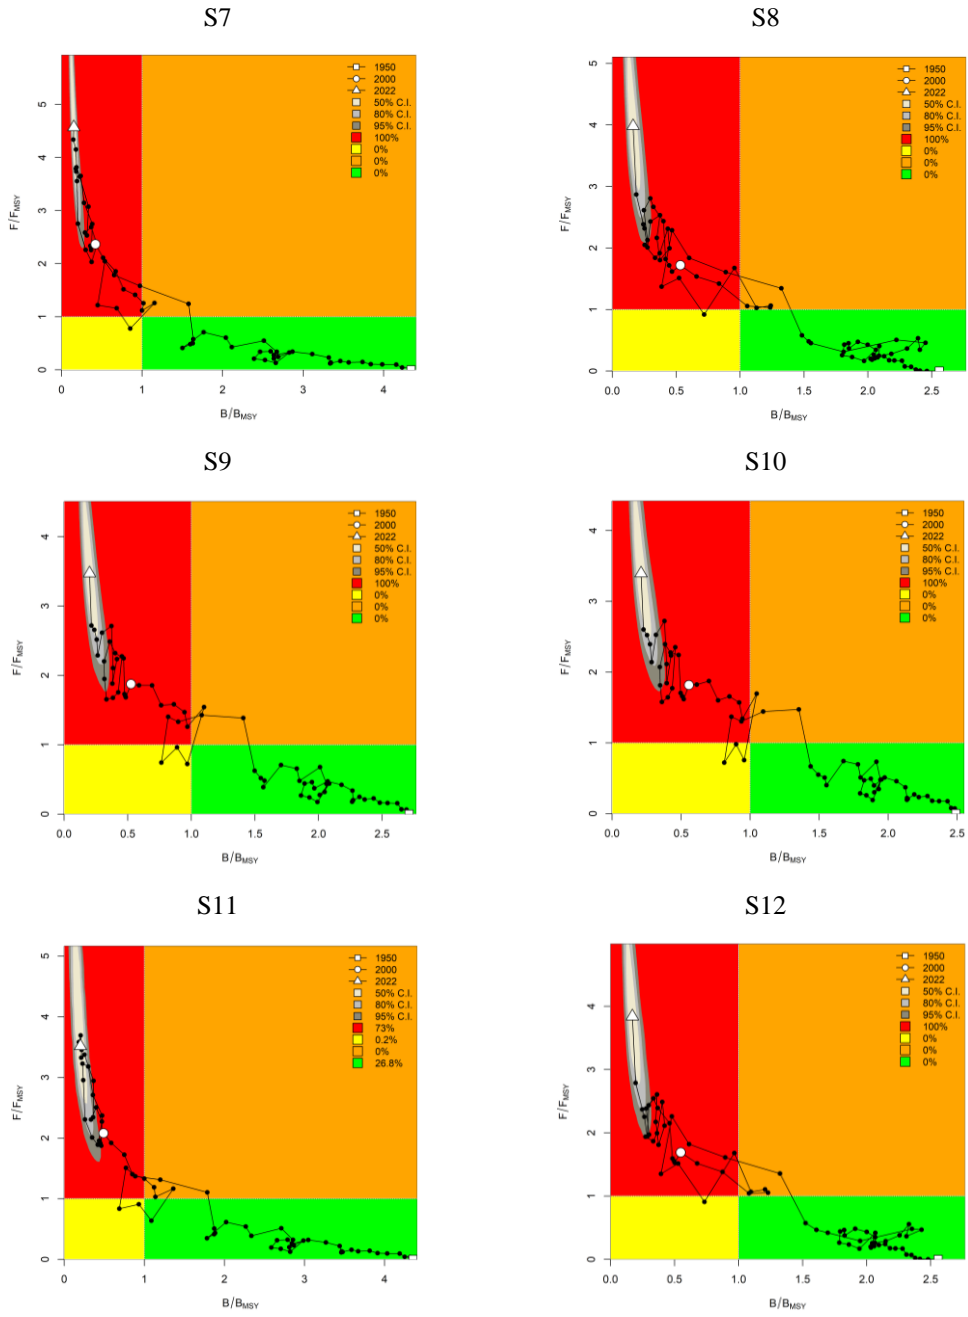 S7
S8
1950
2000
2022
50% C.I.
80% C.I.
95% C.I.
100%
0%
0%
0%
F/FMSY
5
4
3
2
1
0
0 1 2 3 4
B/BMSY
1950
2000
2022
50% C.I.
80% C.I.
95% C.I.
100%
0%
0%
0%
F/FMSY
5
4
3
2
1
0
0.0 0.5 1.0 1.5 2.0 2.5
B/BMSY
S9
S10
1950
2000
2022
50% C.I.
80% C.I.
95% C.I.
100%
0%
0%
0%
F/FMSY
4
3
2
1
0
0.0 0.5 1.0 1.5 2.0 2.5
B/BMSY
1950
2000
2022
50% C.I.
80% C.I.
95% C.I.
100%
0%
0%
0%
F/FMSY
4
3
2
1
0
0.0 0.5 1.0 1.5 2.0 2.5
B/BMSY
S11
S12
1950
2000
2022
50% C.I.
80% C.I.
95% C.I.
73%
0.2%
0%
26.8%
F/FMSY
5
4
3
2
1
0
0 1 2 3 4
B/BMSY
1950
2000
2022
50% C.I.
80% C.I.
95% C.I.
100%
0%
0%
0%
F/FMSY
4
3
2
1
0
0.0 0.5 1.0 1.5 2.0 2.5
B/BMSY